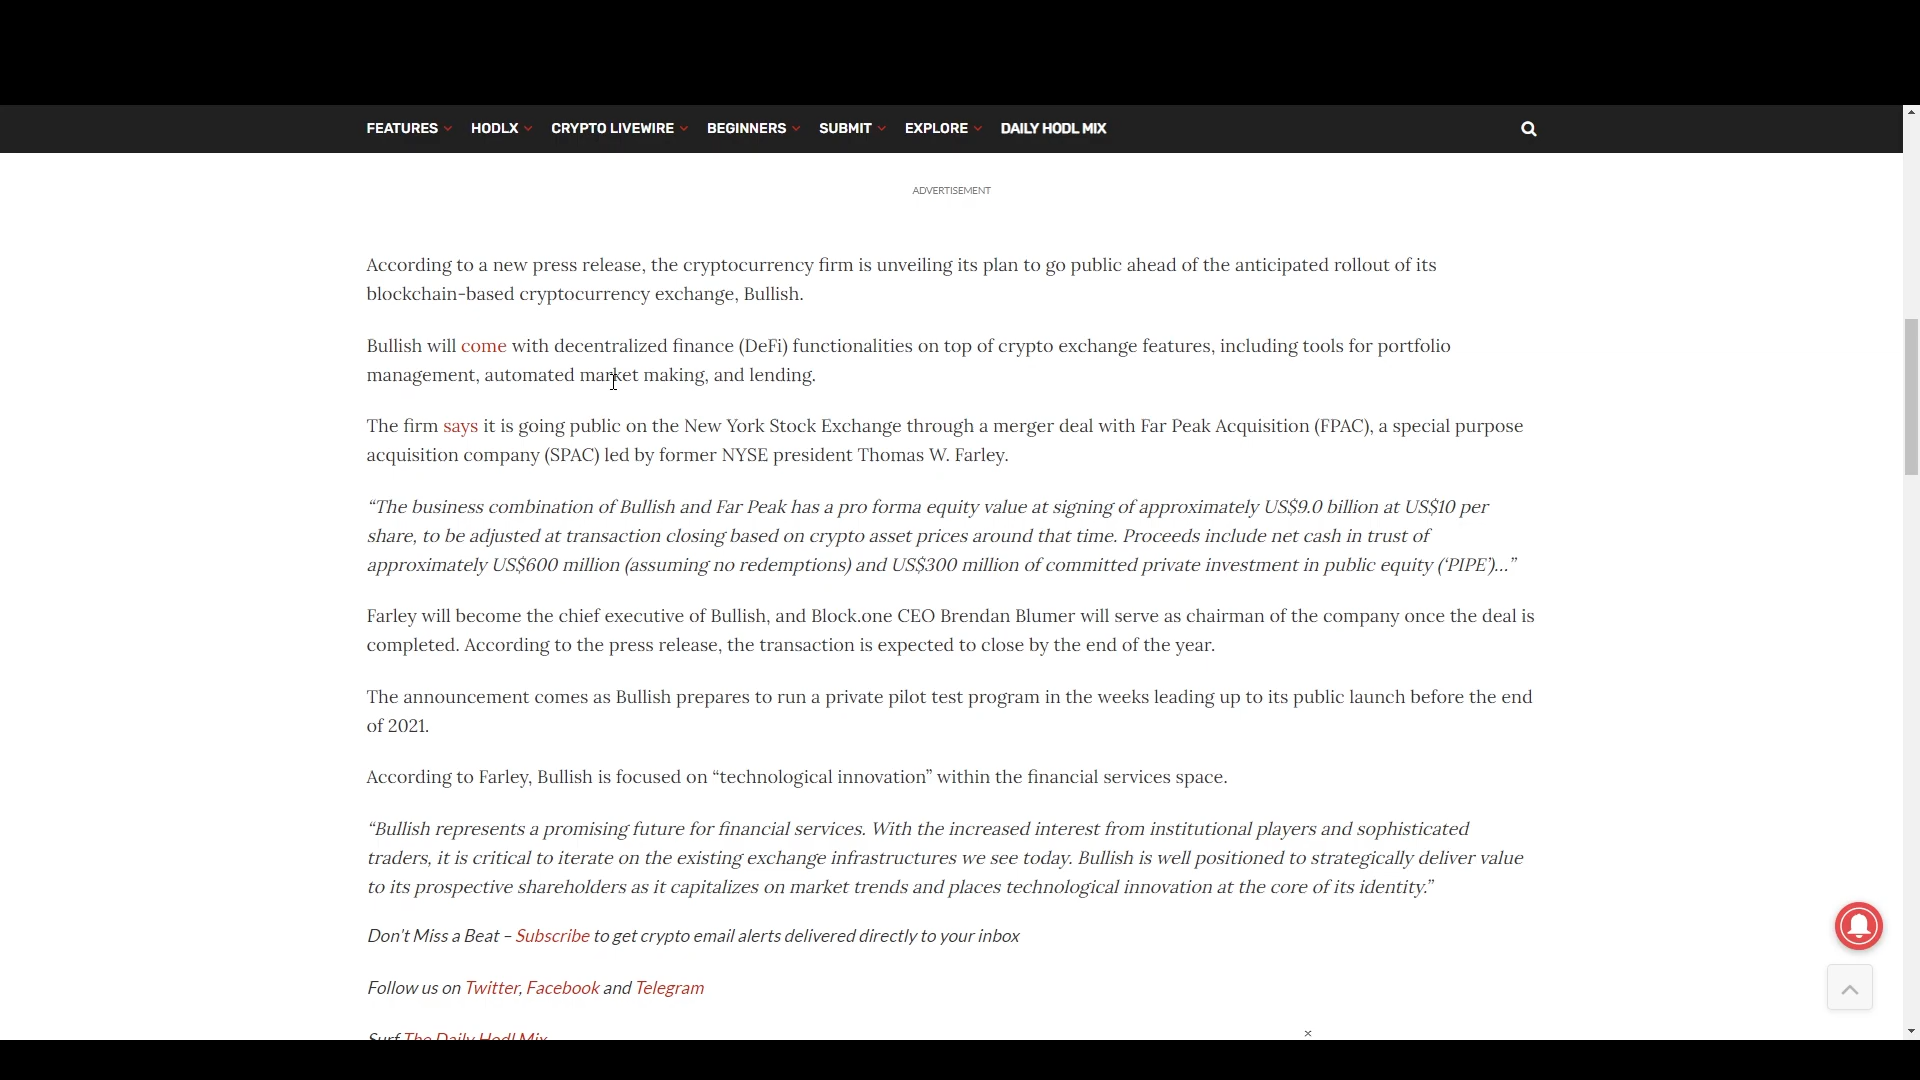 FEATURES HODLX CRYPTO LIVEWIRE BEGINNERS SUBMIT EXPLORE DAILY HODL MIX
ADVERTISEMENT
According to a new press release, the cryptocurrency firm is unveiling its plan to go public ahead of the anticipated rollout of its
blockchain-based cryptocurrency exchange, Bullish.
Bullish will come with decentralized finance (DeFi) functionalities on top of crypto exchange features, including tools for portfolio
management, automated market making, and lending.
The firm says it is going public on the New York Stock Exchange through a merger deal with Far Peak Acquisition (FPAC), a special purpose
acquisition company (SPAC) led by former NYSE president Thomas W. Farley.
“The business combination of Bullish and Far Peak has a pro forma equity value at signing of approximately US$9.0 billion at US$10 per
share, to be adjusted at transaction closing based on crypto asset prices around that time. Proceeds include net cash in trust of
approximately US$600 million (assuming no redemptions) and US$300 million of committed private investment in public equity (‘PIPE’)…”
Farley will become the chief executive of Bullish, and Block.one CEO Brendan Blumer will serve as chairman of the company once the deal is
completed. According to the press release, the transaction is expected to close by the end of the year.
The announcement comes as Bullish prepares to run a private pilot test program in the weeks leading up to its public launch before the end
of 2021.
According to Farley, Bullish is focused on “technological innovation” within the financial services space.
“Bullish represents a promising future for financial services. With the increased interest from institutional players and sophisticated
traders, it is critical to iterate on the existing exchange infrastructures we see today. Bullish is well positioned to strategically deliver value
to its prospective shareholders as it capitalizes on market trends and places technological innovation at the core of its identity.”
Don’t Miss a Beat – Subscribe to get crypto email alerts delivered directly to your inbox
Follow us on Twitter, Facebook and Telegram
Surf The Daily Hodl Mix